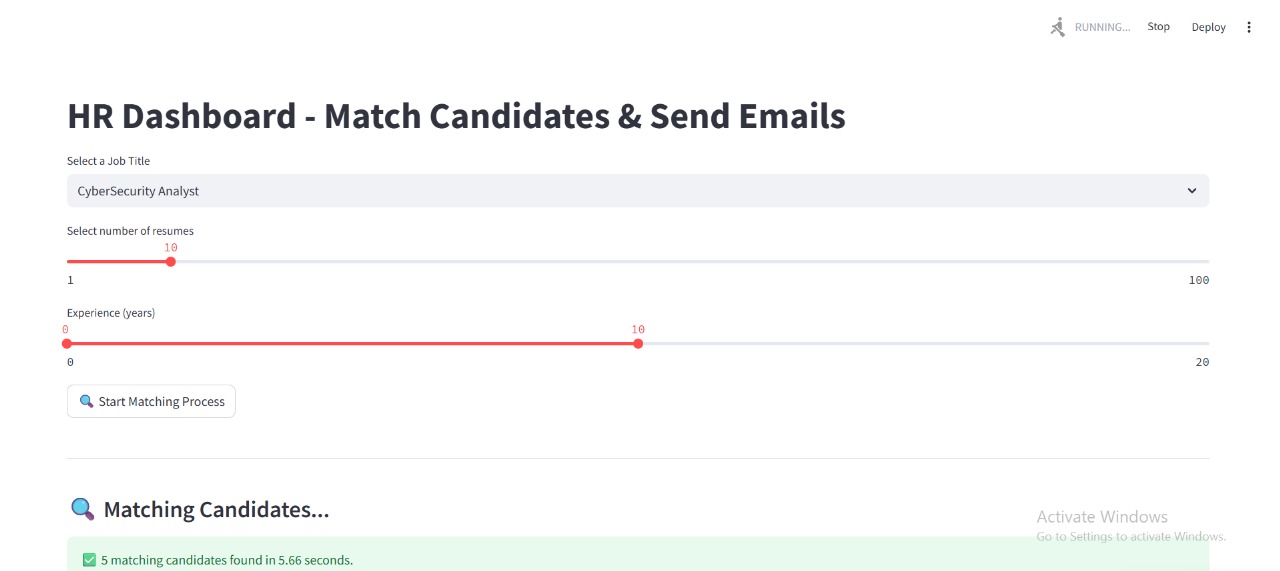 RUNNING... Stop Deploy
HR Dashboard - Match Candidates & Send Emails
Select a Job Title
CyberSecurity Analyst
Select number of resumes
10
1 100
Experience (years)
0 10
0 20
Start Matching Process
Matching Candidates...
Activate Windows
Go to Settings to activate Windows.
5 matching candidates found in 5.66 seconds.